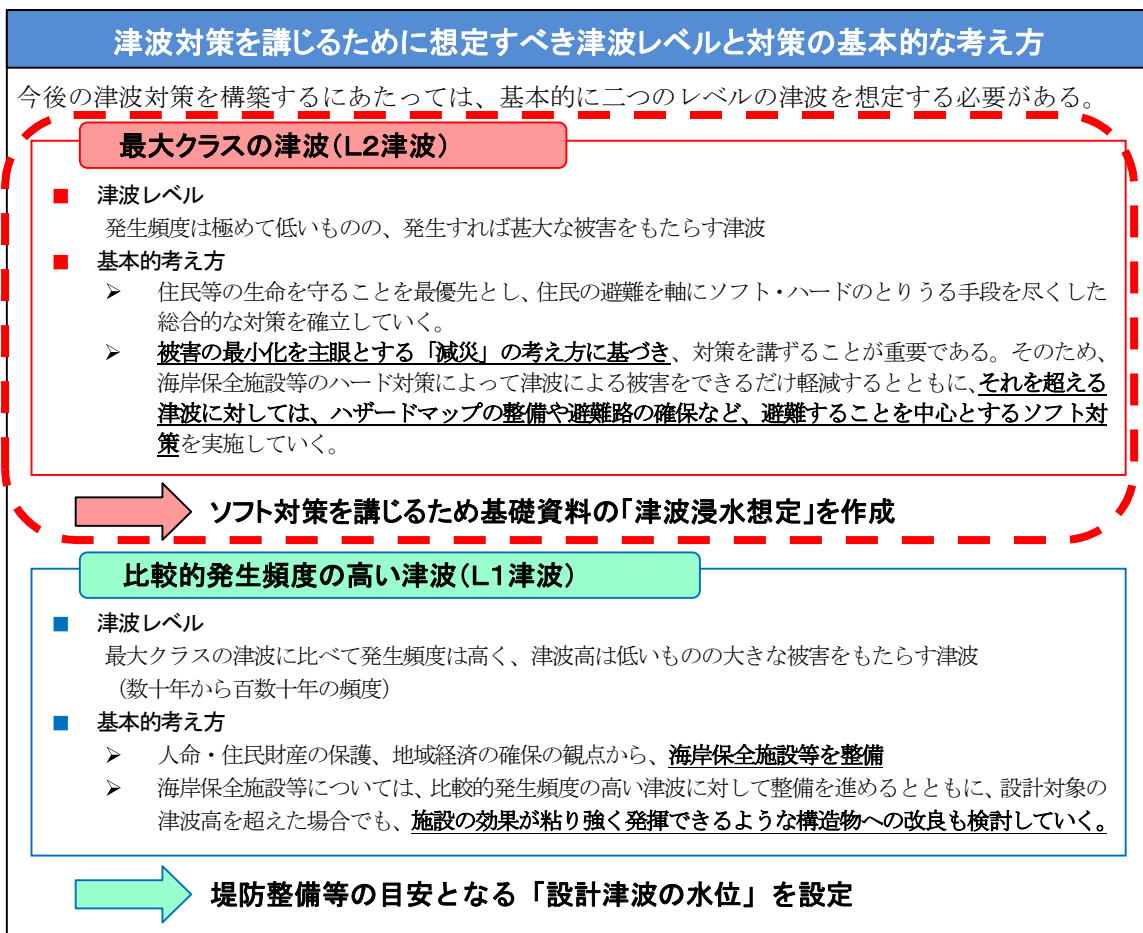 津波対策を講じるために想定すべき津波レベルと対策の基本的な考え方
今後の津波対策を構築するにあたっては、基本的に二つのレベルの津波を想定する必要がある。
最大クラスの津波(L2津波)
■ 津波レベル
発生頻度は極めて低いものの、発生すれば甚大な被害をもたらす津波
■ 基本的考え方
➢ 住民等の生命を守ることを最優先とし、住民の避難を軸にソフト・ハードのとりうる手段を尽くした
総合的な対策を確立していく。
➢ 被害の最小化を主眼とする「減災」の考え方に基づき、対策を講ずることが重要である。そのため、
海岸保全施設等のハード対策によって津波による被害をできるだけ軽減するとともに、それを超える
津波に対しては、ハザードマップの整備や避難路の確保など、避難することを中心とするソフト対
策を実施していく。
ソフト対策を講じるため基礎資料の「津波浸水想定」を作成
比較的発生頻度の高い津波(L1津波)
■ 津波レベル
最大クラスの津波に比べて発生頻度は高く、津波高は低いものの大きな被害をもたらす津波
(数十年から百数十年の頻度)
■ 基本的考え方
➢ 人命・住民財産の保護、地域経済の確保の観点から、海岸保全施設等を整備
➢ 海岸保全施設等については、比較的発生頻度の高い津波に対して整備を進めるとともに、設計対象の
津波高を超えた場合でも、施設の効果が粘り強く発揮できるような構造物への改良も検討していく。
堤防整備等の目安となる「設計津波の水位」を設定